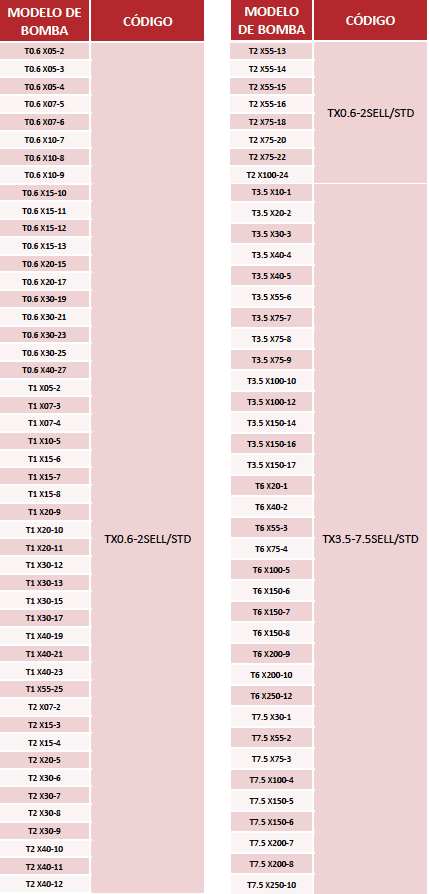 MODELO DE
BOMBA
CÓDIGO
T0.6 X05-2
T0.6 X05-3
T0.6 X05-4
T0.6 X07-5
T0.6 X07-6
T0.6 X10-7
T0.6 X10-8
T0.6 X10-9
T0.6 X15-10
T0.6 X15-11
T0.6 X15-12
T0.6 X15-13
T0.6 X20-15
T0.6 X20-17
T0.6 X30-19
T0.6 X30-21
T0.6 X30-23
T0.6 X30-25
T0.6 X40-27
T1 X05-2
T1 X07-3
T1 X07-4
T1 X10-5
T1 X15-6
T1 X15-7
T1 X15-8
T1 X20-9
T1 X20-10
T1 X20-11
T1 X30-12
T1 X30-13
T1 X30-15
T1 X30-17
T1 X40-19
T1 X40-21
T1 X40-23
T1 X55-25
T2 X07-2
T2 X15-3
T2 X15-4
T2 X20-5
T2 X30-6
T2 X30-7
T2 X30-8
T2 X30-9
T2 X40-10
T2 X40-11
T2 X40-12
TX0.6-2SELL/STD
MODELO
DE BOMBA
CÓDIGO
T2 X55-13
T2 X55-14
T2 X55-15
T2 X55-16
T2 X75-18
T2 X75-20
T2 X75-22
T2 X100-24
TX0.6-2SELL/STD
T3.5 X10-1
T3.5 X20-2
T3.5 X30-3
T3.5 X40-4
T3.5 X40-5
T3.5 X55-6
T3.5 X75-7
T3.5 X75-8
T3.5 X75-9
T3.5 X100-10
T3.5 X100-12
T3.5 X150-14
T3.5 X150-16
T3.5 X150-17
T6 X20-1
T6 X40-2
T6 X55-3
T6 X75-4
T6 X100-5
T6 X150-6
T6 X150-7
T6 X150-8
T6 X200-9
T6 X200-10
T6 X250-12
T7.5 X30-1
T7.5 X55-2
T7.5 X75-3
T7.5 X100-4
T7.5 X150-5
T7.5 X150-6
T7.5 X200-7
T7.5 X200-8
T7.5 X250-10
TX3.5-7.5SELL/STD